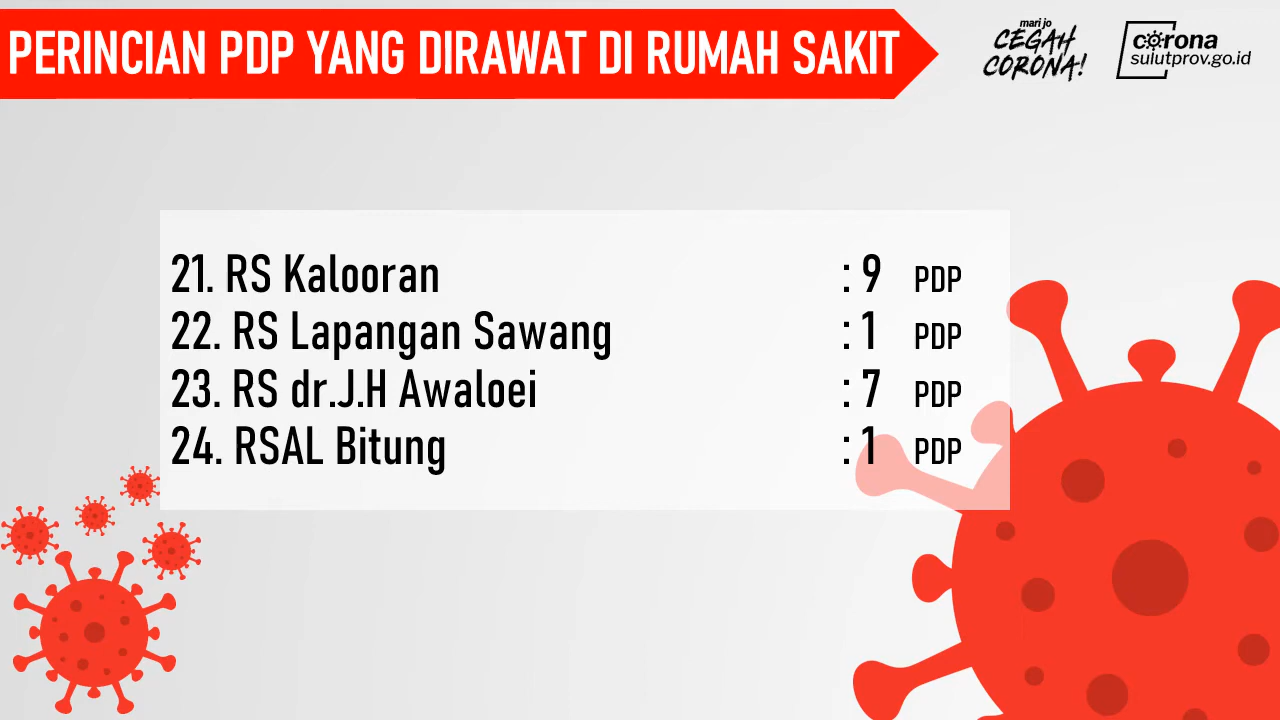 PERINCIAN PDP YANG DIRAWAT DI RUMAH SAKIT
mari jo
CEGAH
CORONA!
corona
sulutprov.go.id
21. RS Kalooran : 9 PDP
22. RS Lapangan Sawang : 1 PDP
23. RS dr.J.H Awaloei : 7 PDP
24. RSAL Bitung : 1 PDP